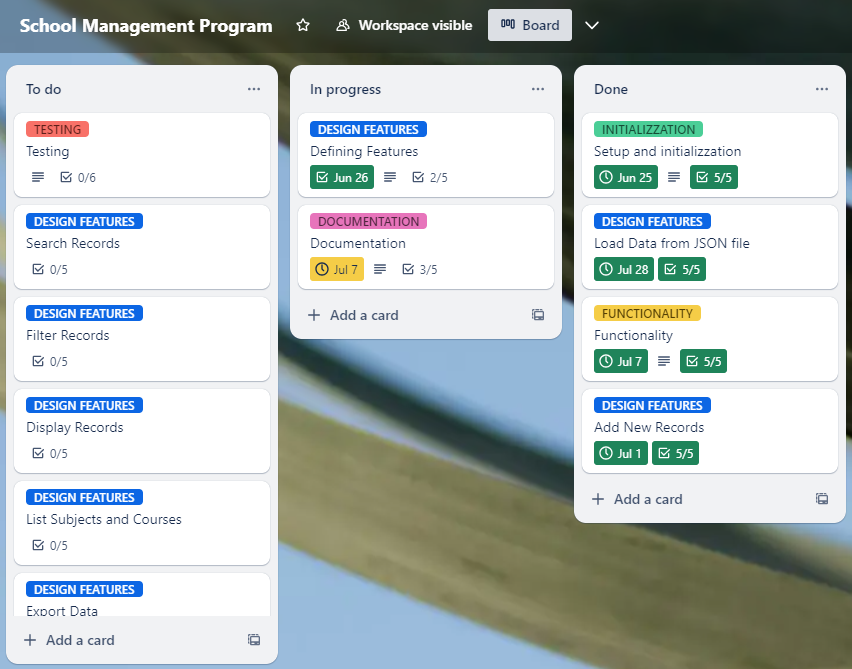 School Management Program
Workspace visible
Board
To do
TESTING
Testing
0/6
DESIGN FEATURES
Search Records
0/5
DESIGN FEATURES
Filter Records
0/5
DESIGN FEATURES
Display Records
0/5
DESIGN FEATURES
List Subjects and Courses
0/5
DESIGN FEATURES
Export Data
Add a card
In progress
DESIGN FEATURES
Defining Features
Jun 26 2/5
DOCUMENTATION
Documentation
Jul 7 3/5
Add a card
Done
INITIALIZZATION
Setup and initializzation
Jun 25 5/5
DESIGN FEATURES
Load Data from JSON file
Jul 28 5/5
FUNCTIONALITY
Functionality
Jul 7 5/5
DESIGN FEATURES
Add New Records
Jul 1 5/5
Add a card